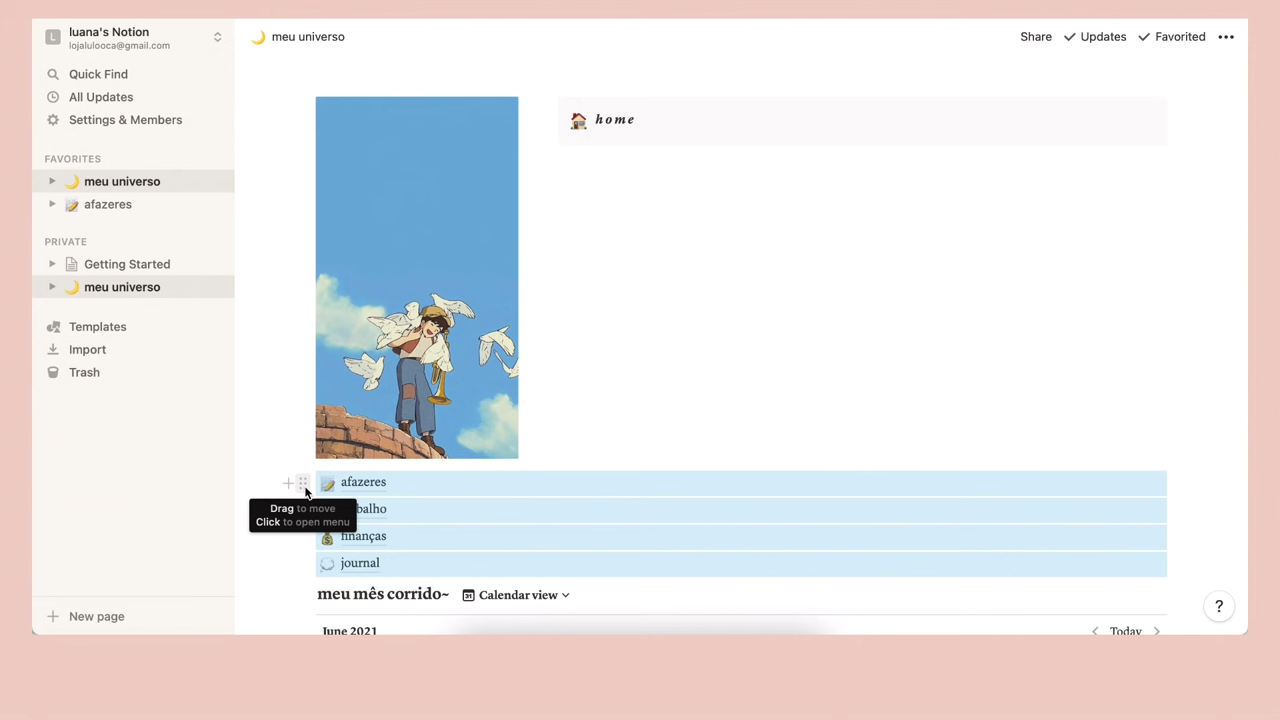 L
luana's Notion
lojalulooca@gmail.com
Quick Find
All Updates
Settings & Members
FAVORITES
meu universo
afazeres
PRIVATE
Getting Started
meu universo
Templates
Import
Trash
New page
meu universo
Share
Updates
Favorited
home
afazeres
Drag to move
Click to open menu
balho
finanças
journal
meu mês corrido~
31
Calendar view
June 2021
Today
?